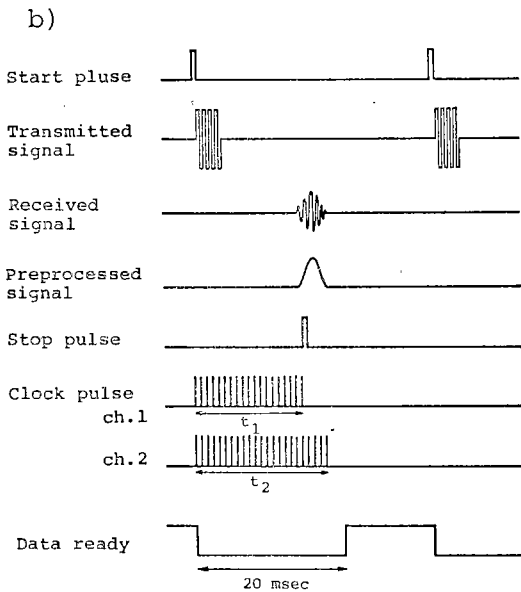 b)
Start pluse
Transmitted
signal
Received
signal
Preprocessed
signal
Stop pulse
Clock pulse
ch.1
t1
ch.2
t2
Data ready
20 msec